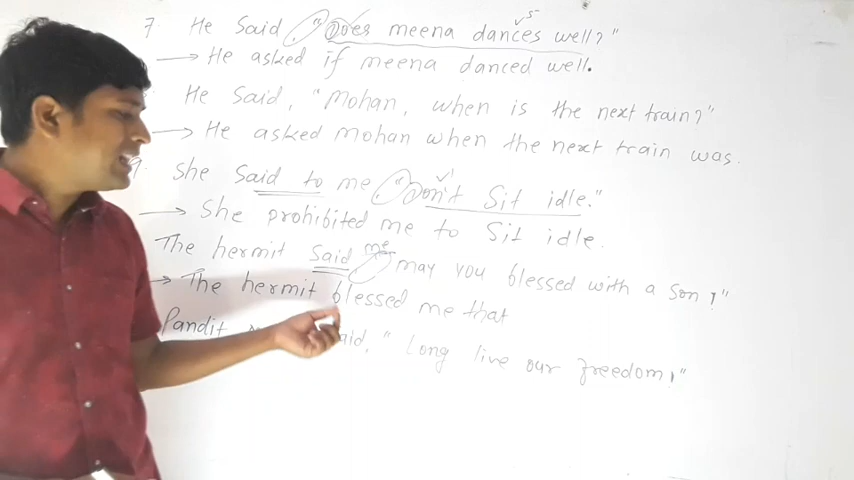 7. He Said, "Does meena dances well?"
→ He asked if meena danced well.
He Said, "Mohan, when is the next train?"
→ He asked mohan when the next train was.
9. She Said to me, "Don't Sit idle."
→ She prohibited me to Sit idle.
The hermit Said me may you blessed with a son!"
→ The hermit blessed me that
Pandit said, "Long live our freedom!"